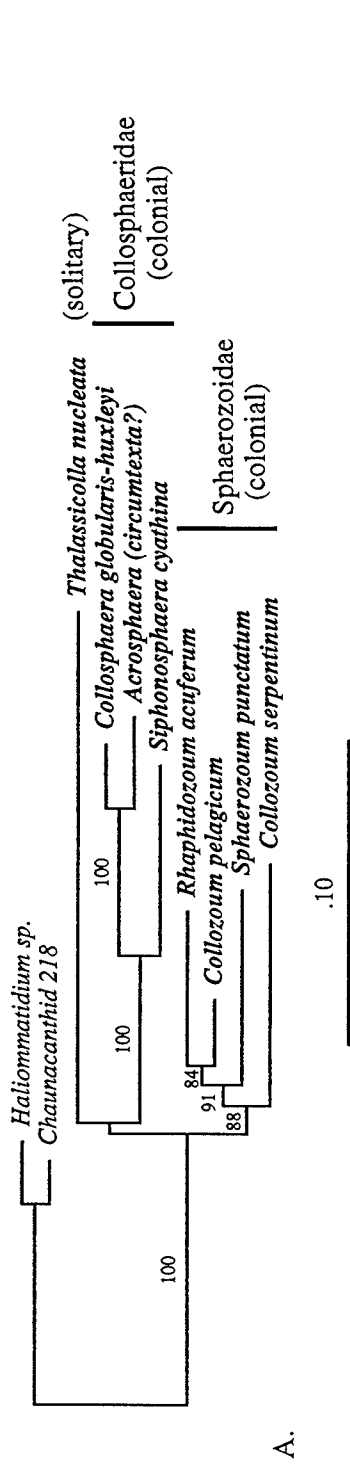 A.
Haliommatidium sp.
Chaunacanthid 218
Thalassicolla nucleata
(solitary)
Collosphaera globularis-huxleyi
Acrosphaera (circumtexta?)
Siphonosphaera cyathina
Collosphaeridae
(colonial)
Rhaphidozoum acuferum
Collozoum pelagicum
Sphaerozoum punctatum
Collozoum serpentinum
Sphaerozoidae
(colonial)
100
100
100
84
91
88
.10